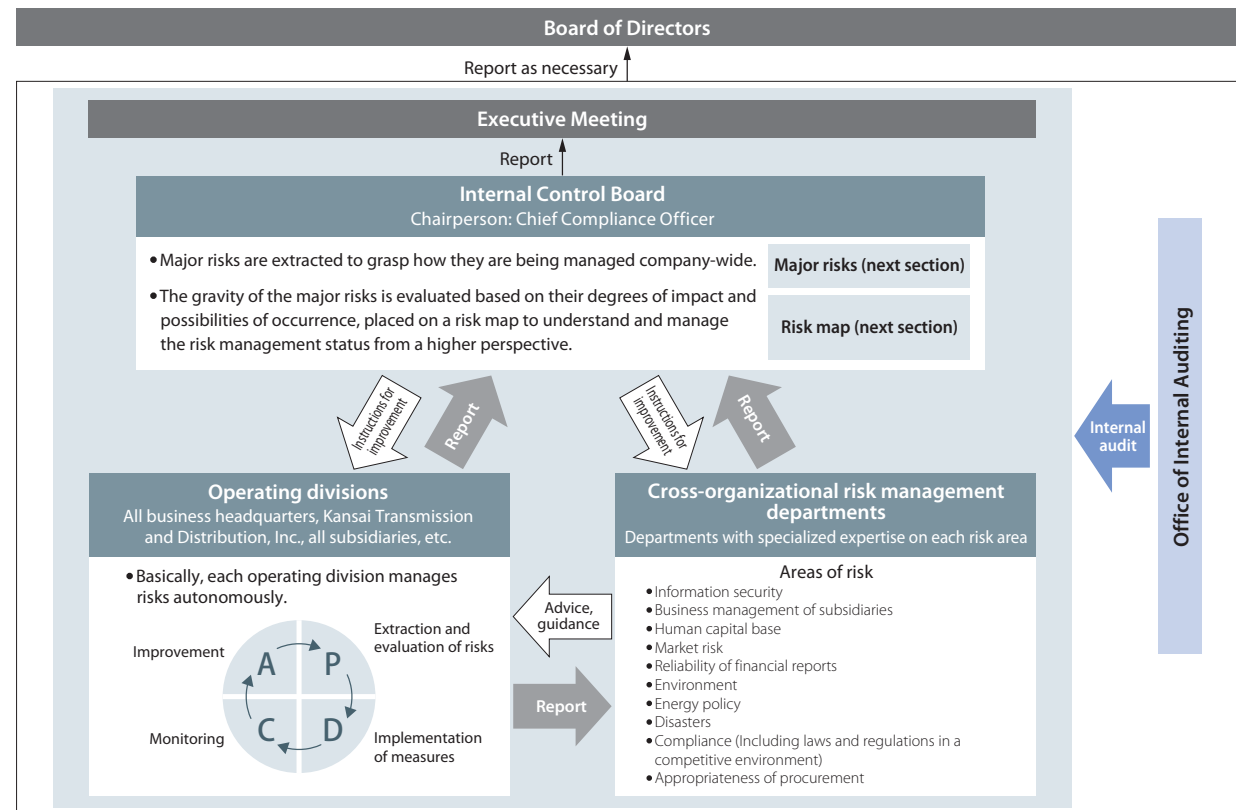 Board of Directors
Report as necessary
Executive Meeting
Report
Internal Control Board
Chairperson: Chief Compliance Officer
• Major risks are extracted to grasp how they are being managed company-wide.
• The gravity of the major risks is evaluated based on their degrees of impact and
possibilities of occurrence, placed on a risk map to understand and manage
the risk management status from a higher perspective.
Major risks (next section)
Risk map (next section)
Instructions for
improvement
Report
Instructions for
improvement
Report
Internal
audit
Office of Internal Auditing
Operating divisions
All business headquarters, Kansai Transmission
and Distribution, Inc., all subsidiaries, etc.
• Basically, each operating division manages
risks autonomously.
Improvement
Extraction and
evaluation of risks
A
P
C
D
Monitoring
Implementation
of measures
Advice,
guidance
Report
Cross-organizational risk management
departments
Departments with specialized expertise on each risk area
Areas of risk
• Information security
• Business management of subsidiaries
• Human capital base
• Market risk
• Reliability of financial reports
• Environment
• Energy policy
• Disasters
• Compliance (Including laws and regulations in a
competitive environment)
• Appropriateness of procurement